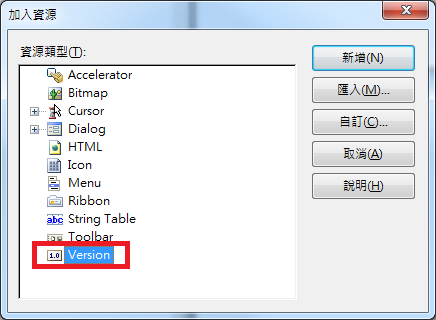 加入資源
資源類型(T):
Accelerator
Bitmap
Cursor
Dialog
HTML
Icon
Menu
Ribbon
abc String Table
Toolbar
1.0 Version
新增(N)
匯入(M)...
自訂(C)...
取消(A)
說明(H)